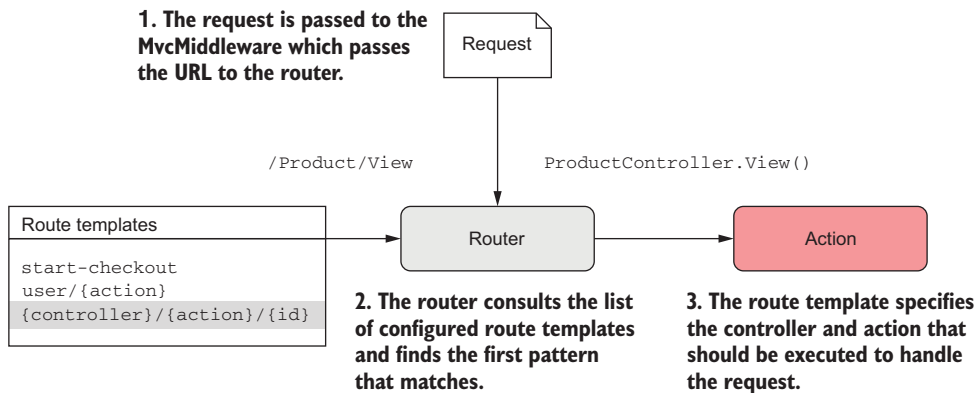 1. The request is passed to the
MvcMiddleware which passes
the URL to the router.
Request
/Product/View
ProductController.View()
Route templates
start-checkout
user/{action}
{controller}/{action}/{id}
Router
Action
2. The router consults the list
of configured route templates
and finds the first pattern
that matches.
3. The route template specifies
the controller and action that
should be executed to handle
the request.